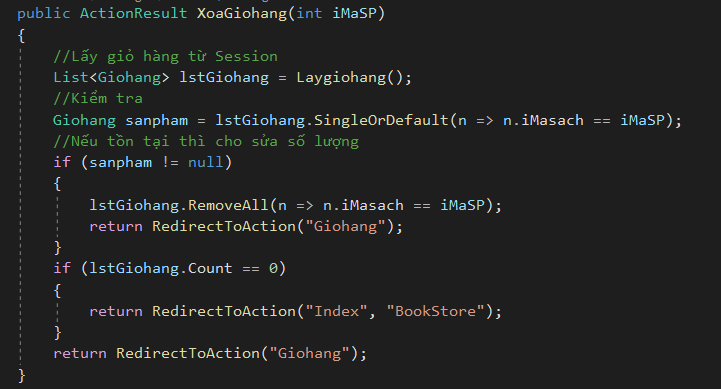 public ActionResult XoaGiohang(int iMaSP)
{
//Lấy giỏ hàng từ Session
List<Giohang> lstGiohang = Laygiohang();
//Kiểm tra
Giohang sanpham = lstGiohang.SingleOrDefault(n => n.iMasach == iMaSP);
//Nếu tồn tại thì cho sửa số lượng
if (sanpham != null)
{
lstGiohang.RemoveAll(n => n.iMasach == iMaSP);
return RedirectToAction("Giohang");
}
if (lstGiohang.Count == 0)
{
return RedirectToAction("Index", "BookStore");
}
return RedirectToAction("Giohang");
}